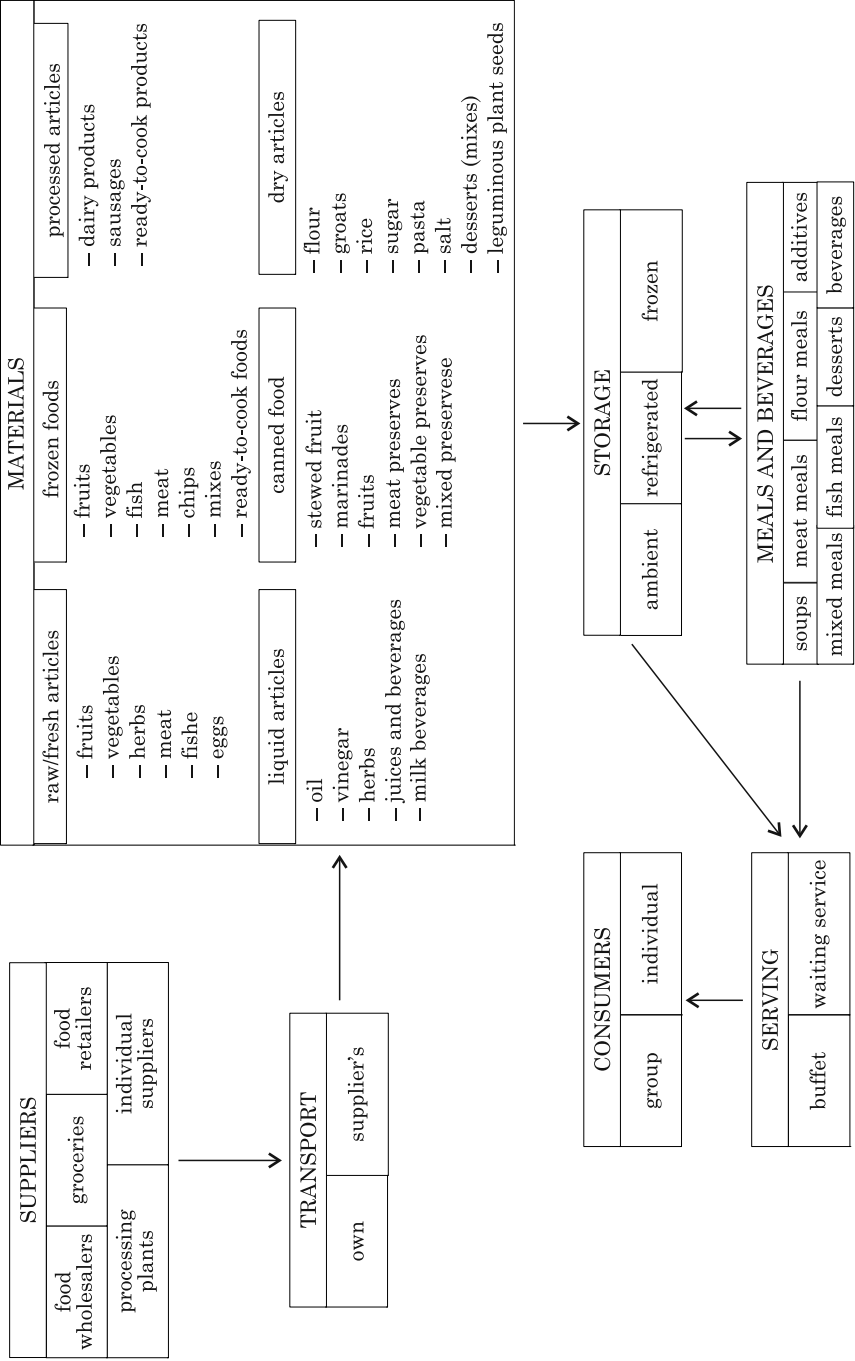 SUPPLIERS
food
wholesalers
groceries
food
retailers
processing
plants
individual
suppliers
TRANSPORT
own
supplier's
MATERIALS
raw/fresh articles
– fruits
– vegetables
– herbs
– meat
– fishe
– eggs
frozen foods
– fruits
– vegetables
– fish
– meat
– chips
– mixes
– ready-to-cook foods
processed articles
– dairy products
– sausages
– ready-to-cook products
liquid articles
– oil
– vinegar
– herbs
– juices and beverages
– milk beverages
canned food
– stewed fruit
– marinades
– fruits
– meat preserves
– vegetable preserves
– mixed preservese
dry articles
– flour
– groats
– rice
– sugar
– pasta
– salt
– desserts (mixes)
– leguminous plant seeds
STORAGE
ambient
refrigerated
frozen
MEALS AND BEVERAGES
soups
meat meals
flour meals
additives
mixed meals
fish meals
desserts
beverages
SERVING
buffet
waiting service
CONSUMERS
group
individual